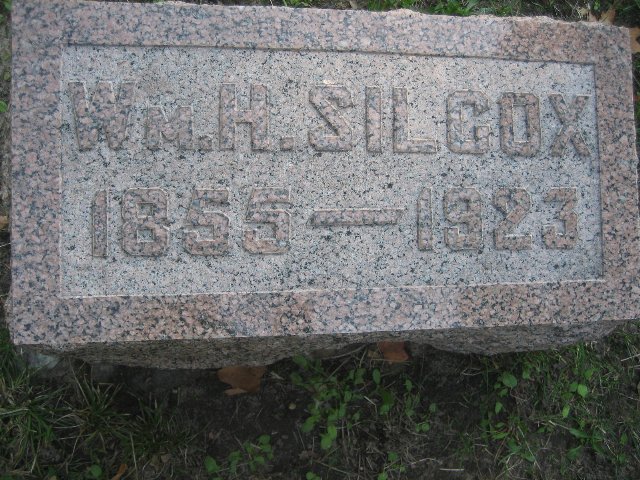 Wm. H. SILCOX
1855 — 1923